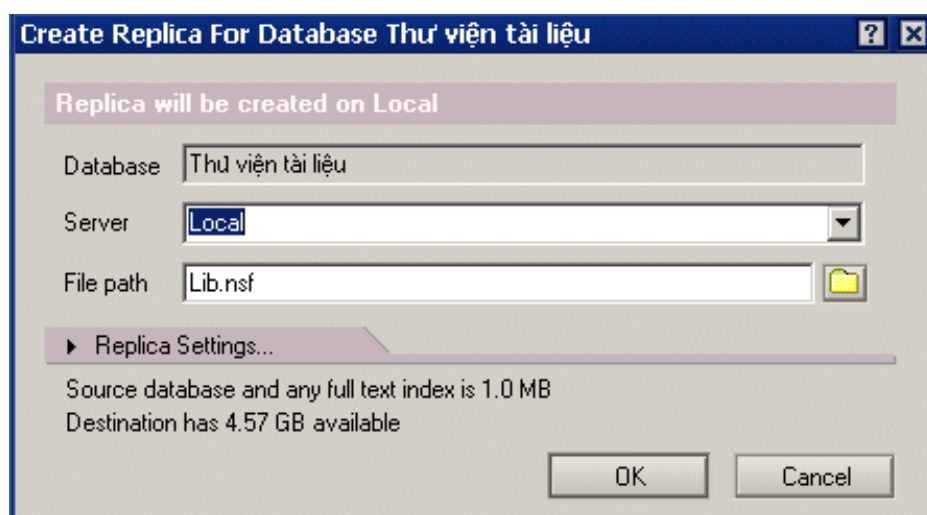 Create Replica For Database Thư viện tài liệu
Replica will be created on Local
Database Thư viện tài liệu
Server Local
File path Lib.nsf
Replica Settings...
Source database and any full text index is 1.0 MB
Destination has 4.57 GB available
OK Cancel